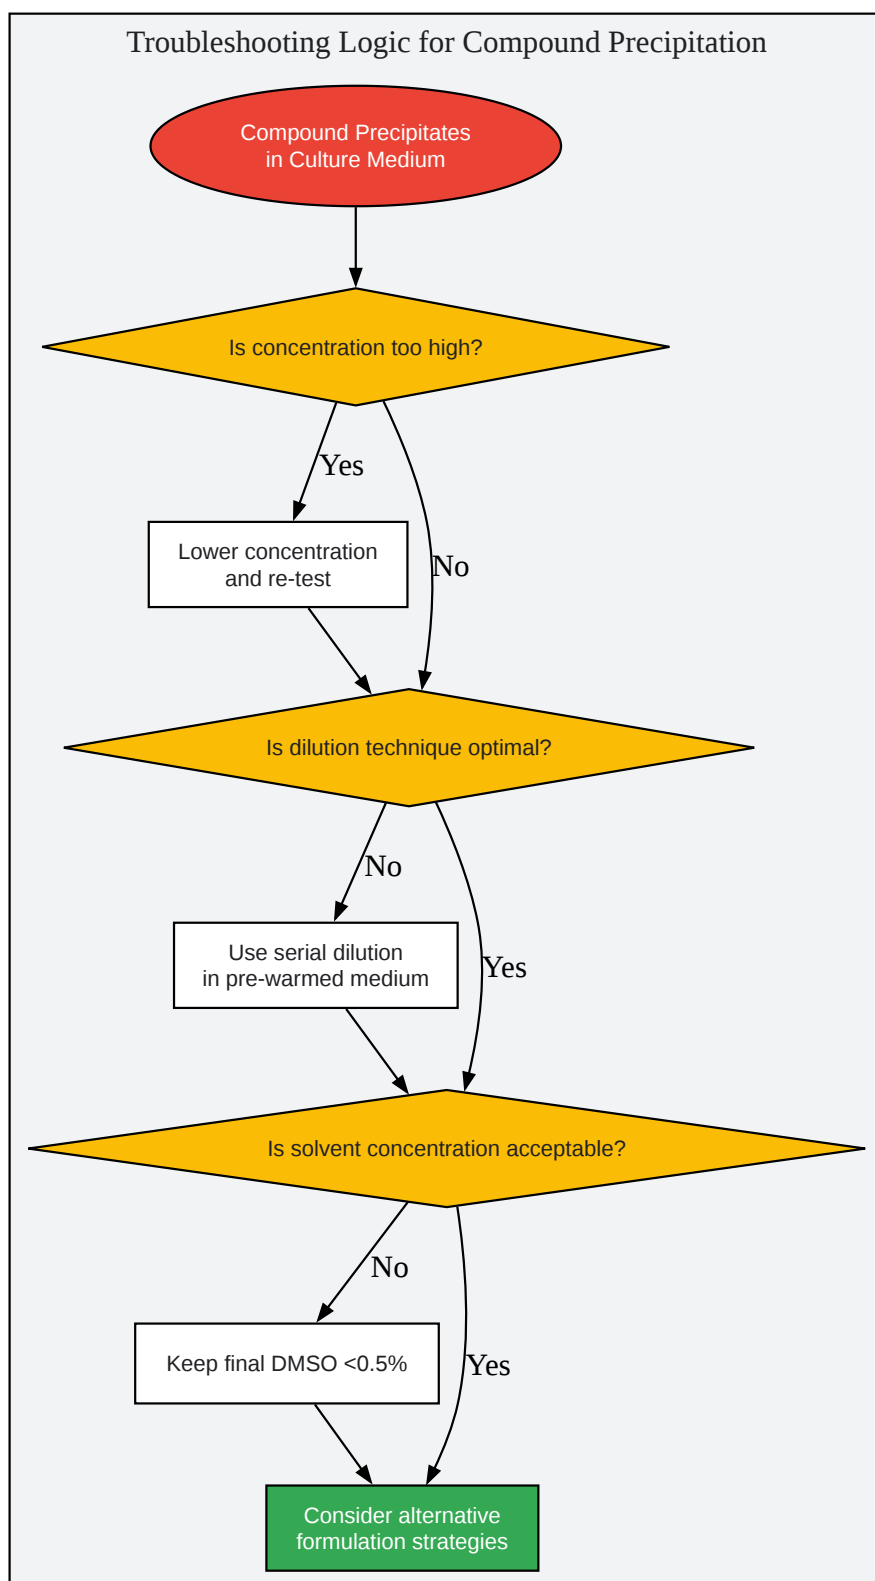 Troubleshooting Logic for Compound Precipitation
Compound Precipitates
in Culture Medium
Is concentration too high?
Yes
Lower concentration
and re-test
No
Is dilution technique optimal?
No
Use serial dilution
in pre-warmed medium
Yes
Is solvent concentration acceptable?
No
Keep final DMSO <0.5%
Yes
Consider alternative
formulation strategies